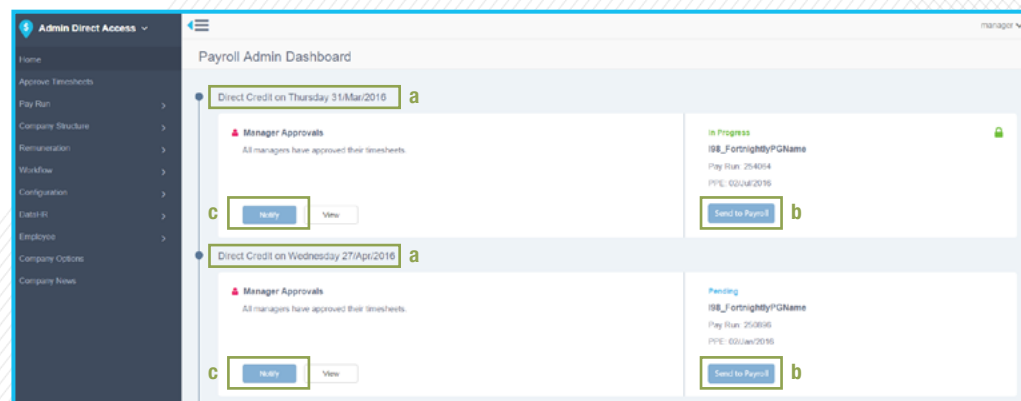 Admin Direct Access
manager
Home
Approve Timesheets
Pay Run
Company Structure
Remuneration
Workflow
Configuration
DataHR
Employee
Company Options
Company News
Payroll Admin Dashboard
Direct Credit on Thursday 31/Mar/2016 a
Manager Approvals
All managers have approved their timesheets.
c Notify View
In Progress
I98_FortnightlyPGName
Pay Run: 254064
PPE: 02/Jul/2016
Send to Payroll b
Direct Credit on Wednesday 27/Apr/2016 a
Manager Approvals
All managers have approved their timesheets.
c Notify View
Pending
I98_FortnightlyPGName
Pay Run: 250896
PPE: 02/Jan/2016
Send to Payroll b